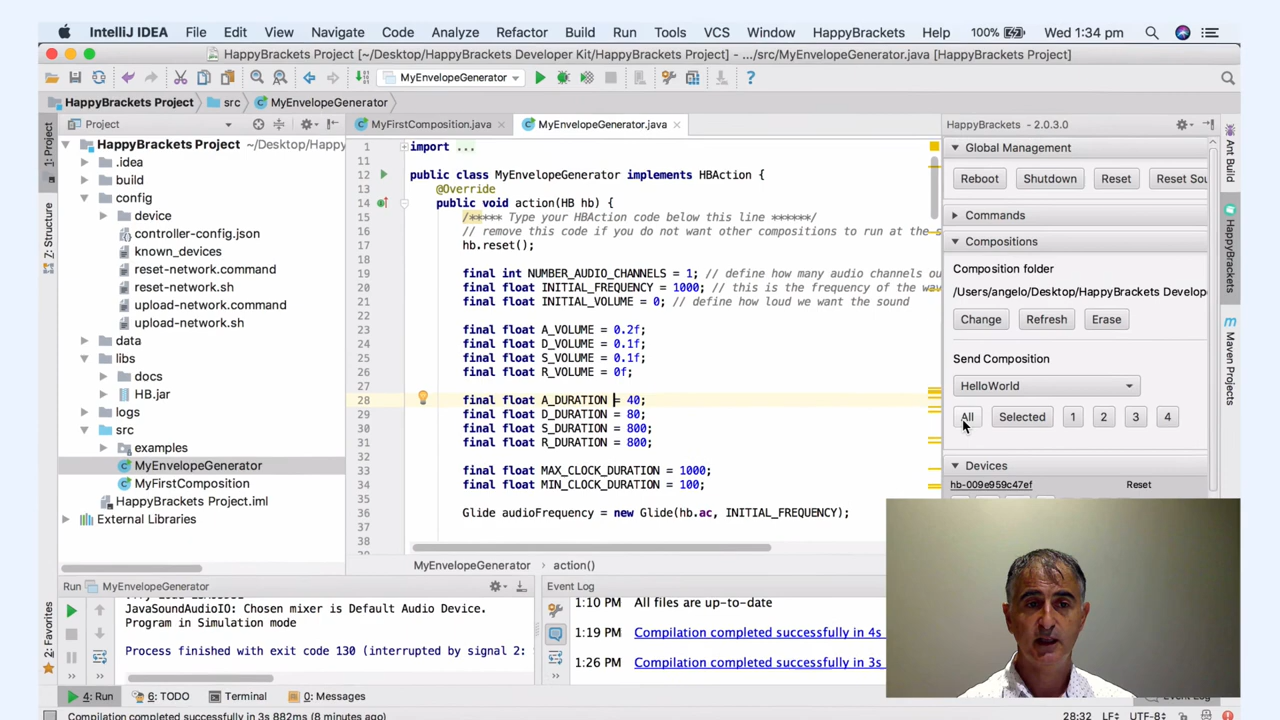 IntelliJ IDEA File Edit View Navigate Code Analyze Refactor Build Run Tools VCS Window HappyBrackets Help 100% Wed 1:34 pm
HappyBrackets Project [~/Desktop/HappyBrackets Developer Kit/HappyBrackets Project] - .../src/MyEnvelopeGenerator.java [HappyBrackets Project]
MyEnvelopeGenerator
HappyBrackets Project src MyEnvelopeGenerator
Project
HappyBrackets Project ~/Desktop/Happy
.idea
build
config
device
controller-config.json
known_devices
reset-network.command
reset-network.sh
upload-network.command
upload-network.sh
data
libs
docs
HB.jar
logs
src
examples
MyEnvelopeGenerator
MyFirstComposition
HappyBrackets Project.iml
External Libraries
1: Project
7: Structure
2: Favorites
MyFirstComposition.java MyEnvelopeGenerator.java
1 import ...
11
12 public class MyEnvelopeGenerator implements HBAction {
13 @Override
14 public void action(HB hb) {
15 /***** Type your HBAction code below this line ******/
16 // remove this code if you do not want other compositions to run at the s
17 hb.reset();
18
19 final int NUMBER_AUDIO_CHANNELS = 1; // define how many audio channels ou
20 final float INITIAL_FREQUENCY = 1000; // this is the frequency of the wav
21 final float INITIAL_VOLUME = 0; // define how loud we want the sound
22
23 final float A_VOLUME = 0.2f;
24 final float D_VOLUME = 0.1f;
25 final float S_VOLUME = 0.1f;
26 final float R_VOLUME = 0f;
27
28 final float A_DURATION = 40;
29 final float D_DURATION = 80;
30 final float S_DURATION = 800;
31 final float R_DURATION = 800;
32
33 final float MAX_CLOCK_DURATION = 1000;
34 final float MIN_CLOCK_DURATION = 100;
35
36 Glide audioFrequency = new Glide(hb.ac, INITIAL_FREQUENCY);
37
38
MyEnvelopeGenerator action()
HappyBrackets - 2.0.3.0
Global Management
Reboot Shutdown Reset Reset Sou
Commands
Compositions
Composition folder
/Users/angelo/Desktop/HappyBrackets Develop
Change Refresh Erase
Send Composition
HelloWorld
All Selected 1 2 3 4
Devices
hb-009e959c47ef Reset
Ant Build
HappyBrackets
Maven Projects
Run MyEnvelopeGenerator
JavaSoundAudioIO: Chosen mixer is Default Audio Device.
Program in Simulation mode
Process finished with exit code 130 (interrupted by signal 2:
Event Log
1:10 PM All files are up-to-date
1:19 PM Compilation completed successfully in 4s
1:26 PM Compilation completed successfully in 3s
4: Run 6: TODO Terminal 0: Messages
Compilation completed successfully in 3s 882ms (8 minutes ago) 28:32 LF UTF-8